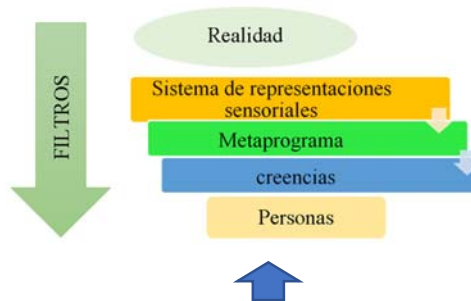 FILTROS
Realidad
Sistema de representaciones
sensoriales
Metaprograma
creencias
Personas